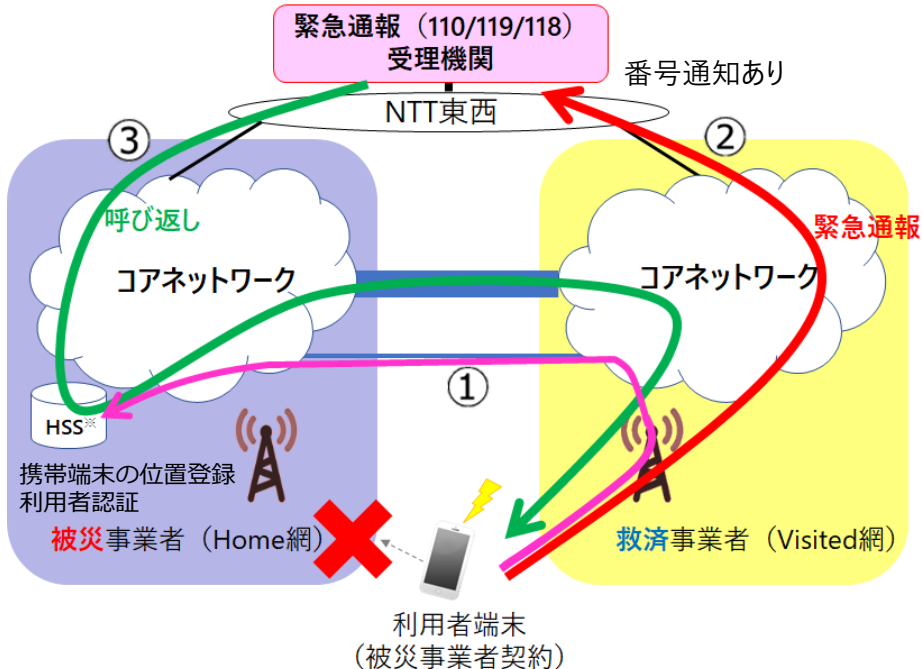 緊急通報（110/119/118）
受理機関
番号通知あり
NTT東西
③
②
呼び返し
緊急通報
コアネットワーク
コアネットワーク
①
HSS※
携帯端末の位置登録
利用者認証
被災事業者（Home網）
救済事業者（Visited網）
利用者端末
（被災事業者契約）